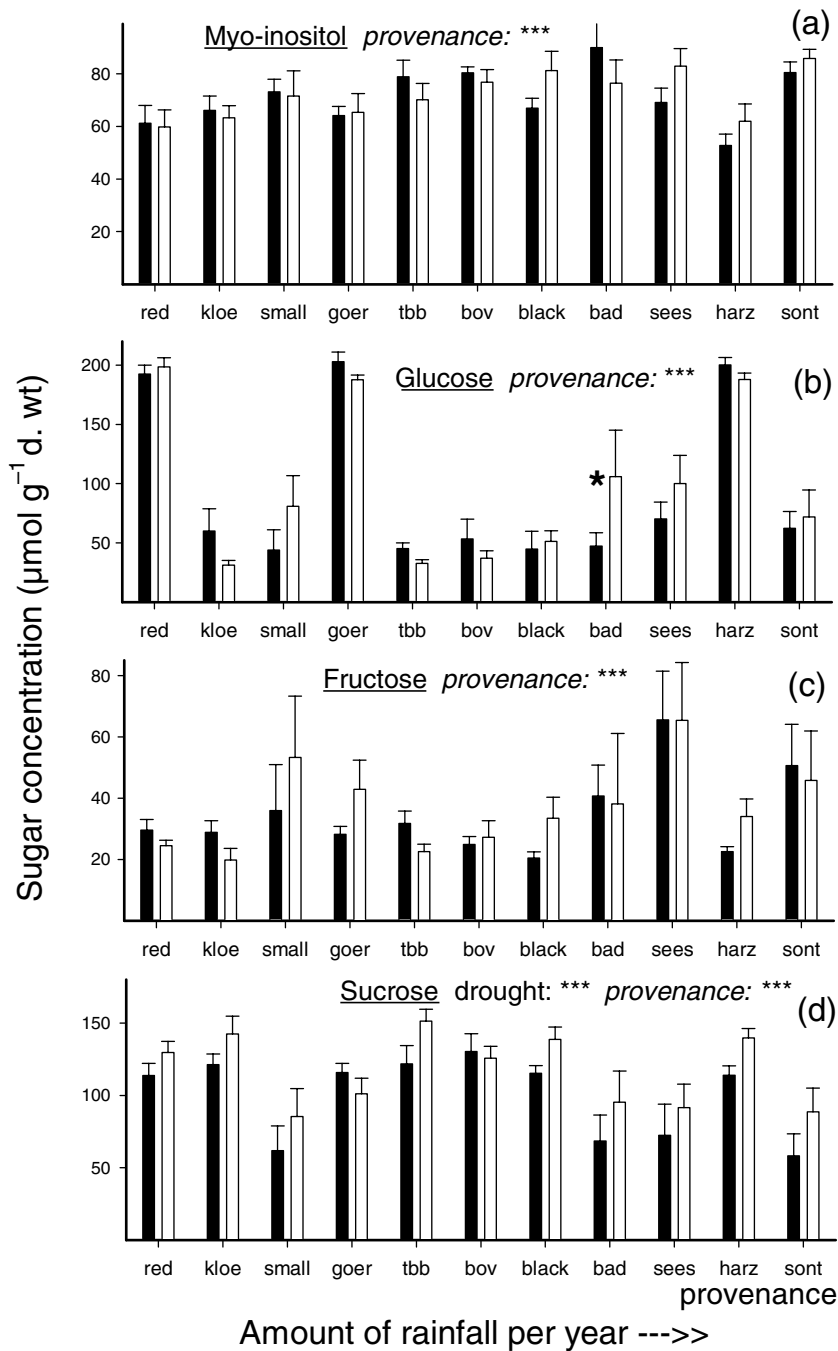 Sugar concentration (µmol g⁻¹ d. wt)
(a)
Myo-inositol provenance: ***
80
60
40
20
red kloe small goer tbb bov black bad sees harz sont
(b)
Glucose provenance: ***
200
150
100
50
*
red kloe small goer tbb bov black bad sees harz sont
(c)
Fructose provenance: ***
80
60
40
20
red kloe small goer tbb bov black bad sees harz sont
(d)
Sucrose drought: *** provenance: ***
150
100
50
red kloe small goer tbb bov black bad sees harz sont
provenance
Amount of rainfall per year --->>